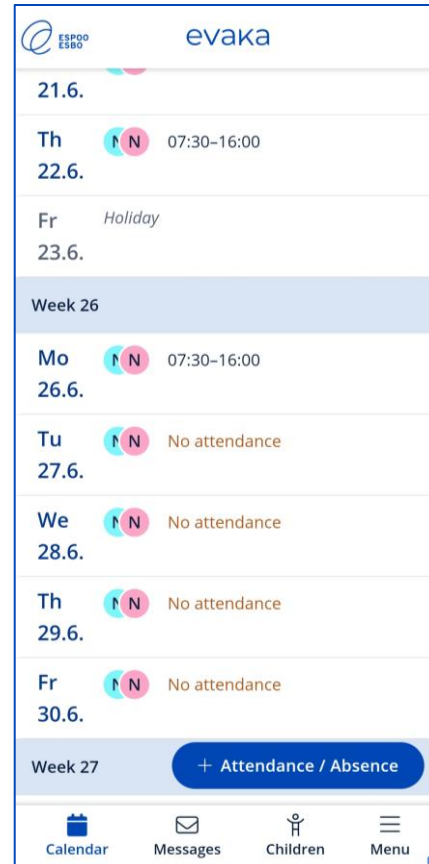 ESPOO
ESBO
evaka
21.6.
Th
N N 07:30–16:00
22.6.
Fr
Holiday
23.6.
Week 26
Mo
N N 07:30–16:00
26.6.
Tu
N N No attendance
27.6.
We
N N No attendance
28.6.
Th
N N No attendance
29.6.
Fr
N N No attendance
30.6.
Week 27
+ Attendance / Absence
Calendar Messages Children Menu